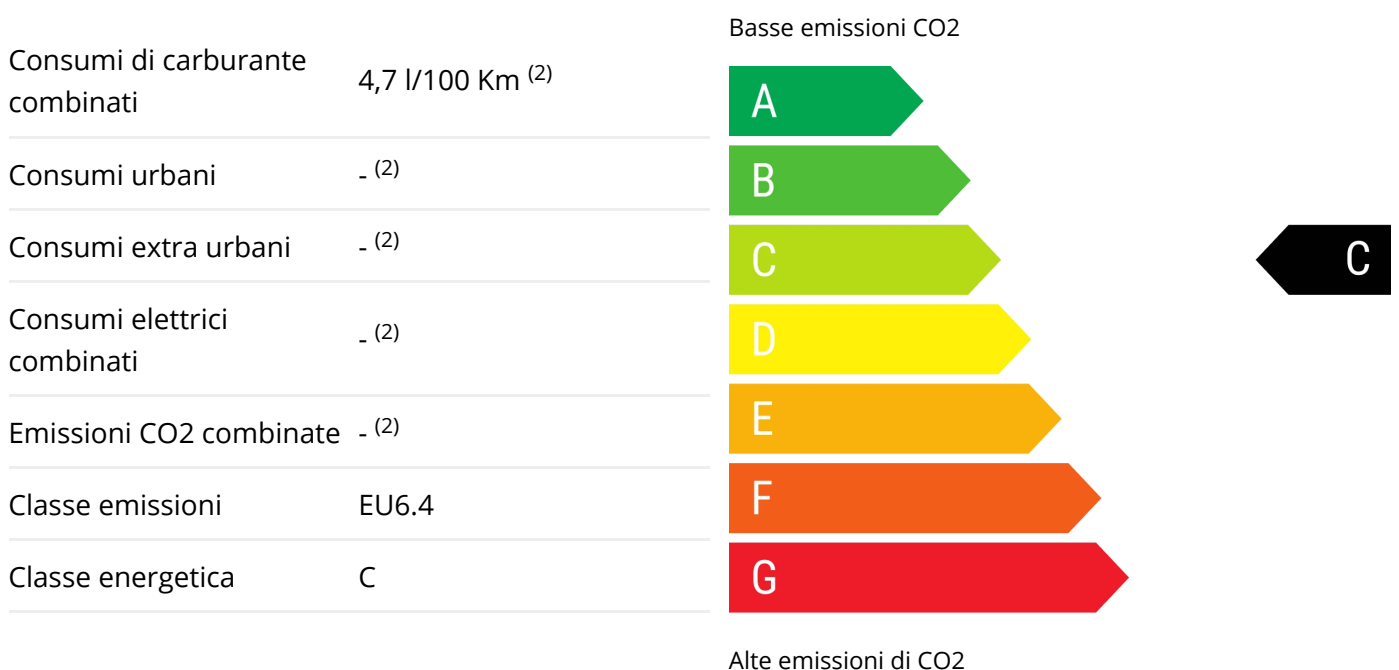 Consumi di carburante
combinati
4,7 l/100 Km (2)
Consumi urbani
- (2)
Consumi extra urbani
- (2)
Consumi elettrici
combinati
- (2)
Emissioni CO2 combinate
- (2)
Classe emissioni
EU6.4
Classe energetica
C
Basse emissioni CO2
A
B
C
C
D
E
F
G
Alte emissioni di CO2